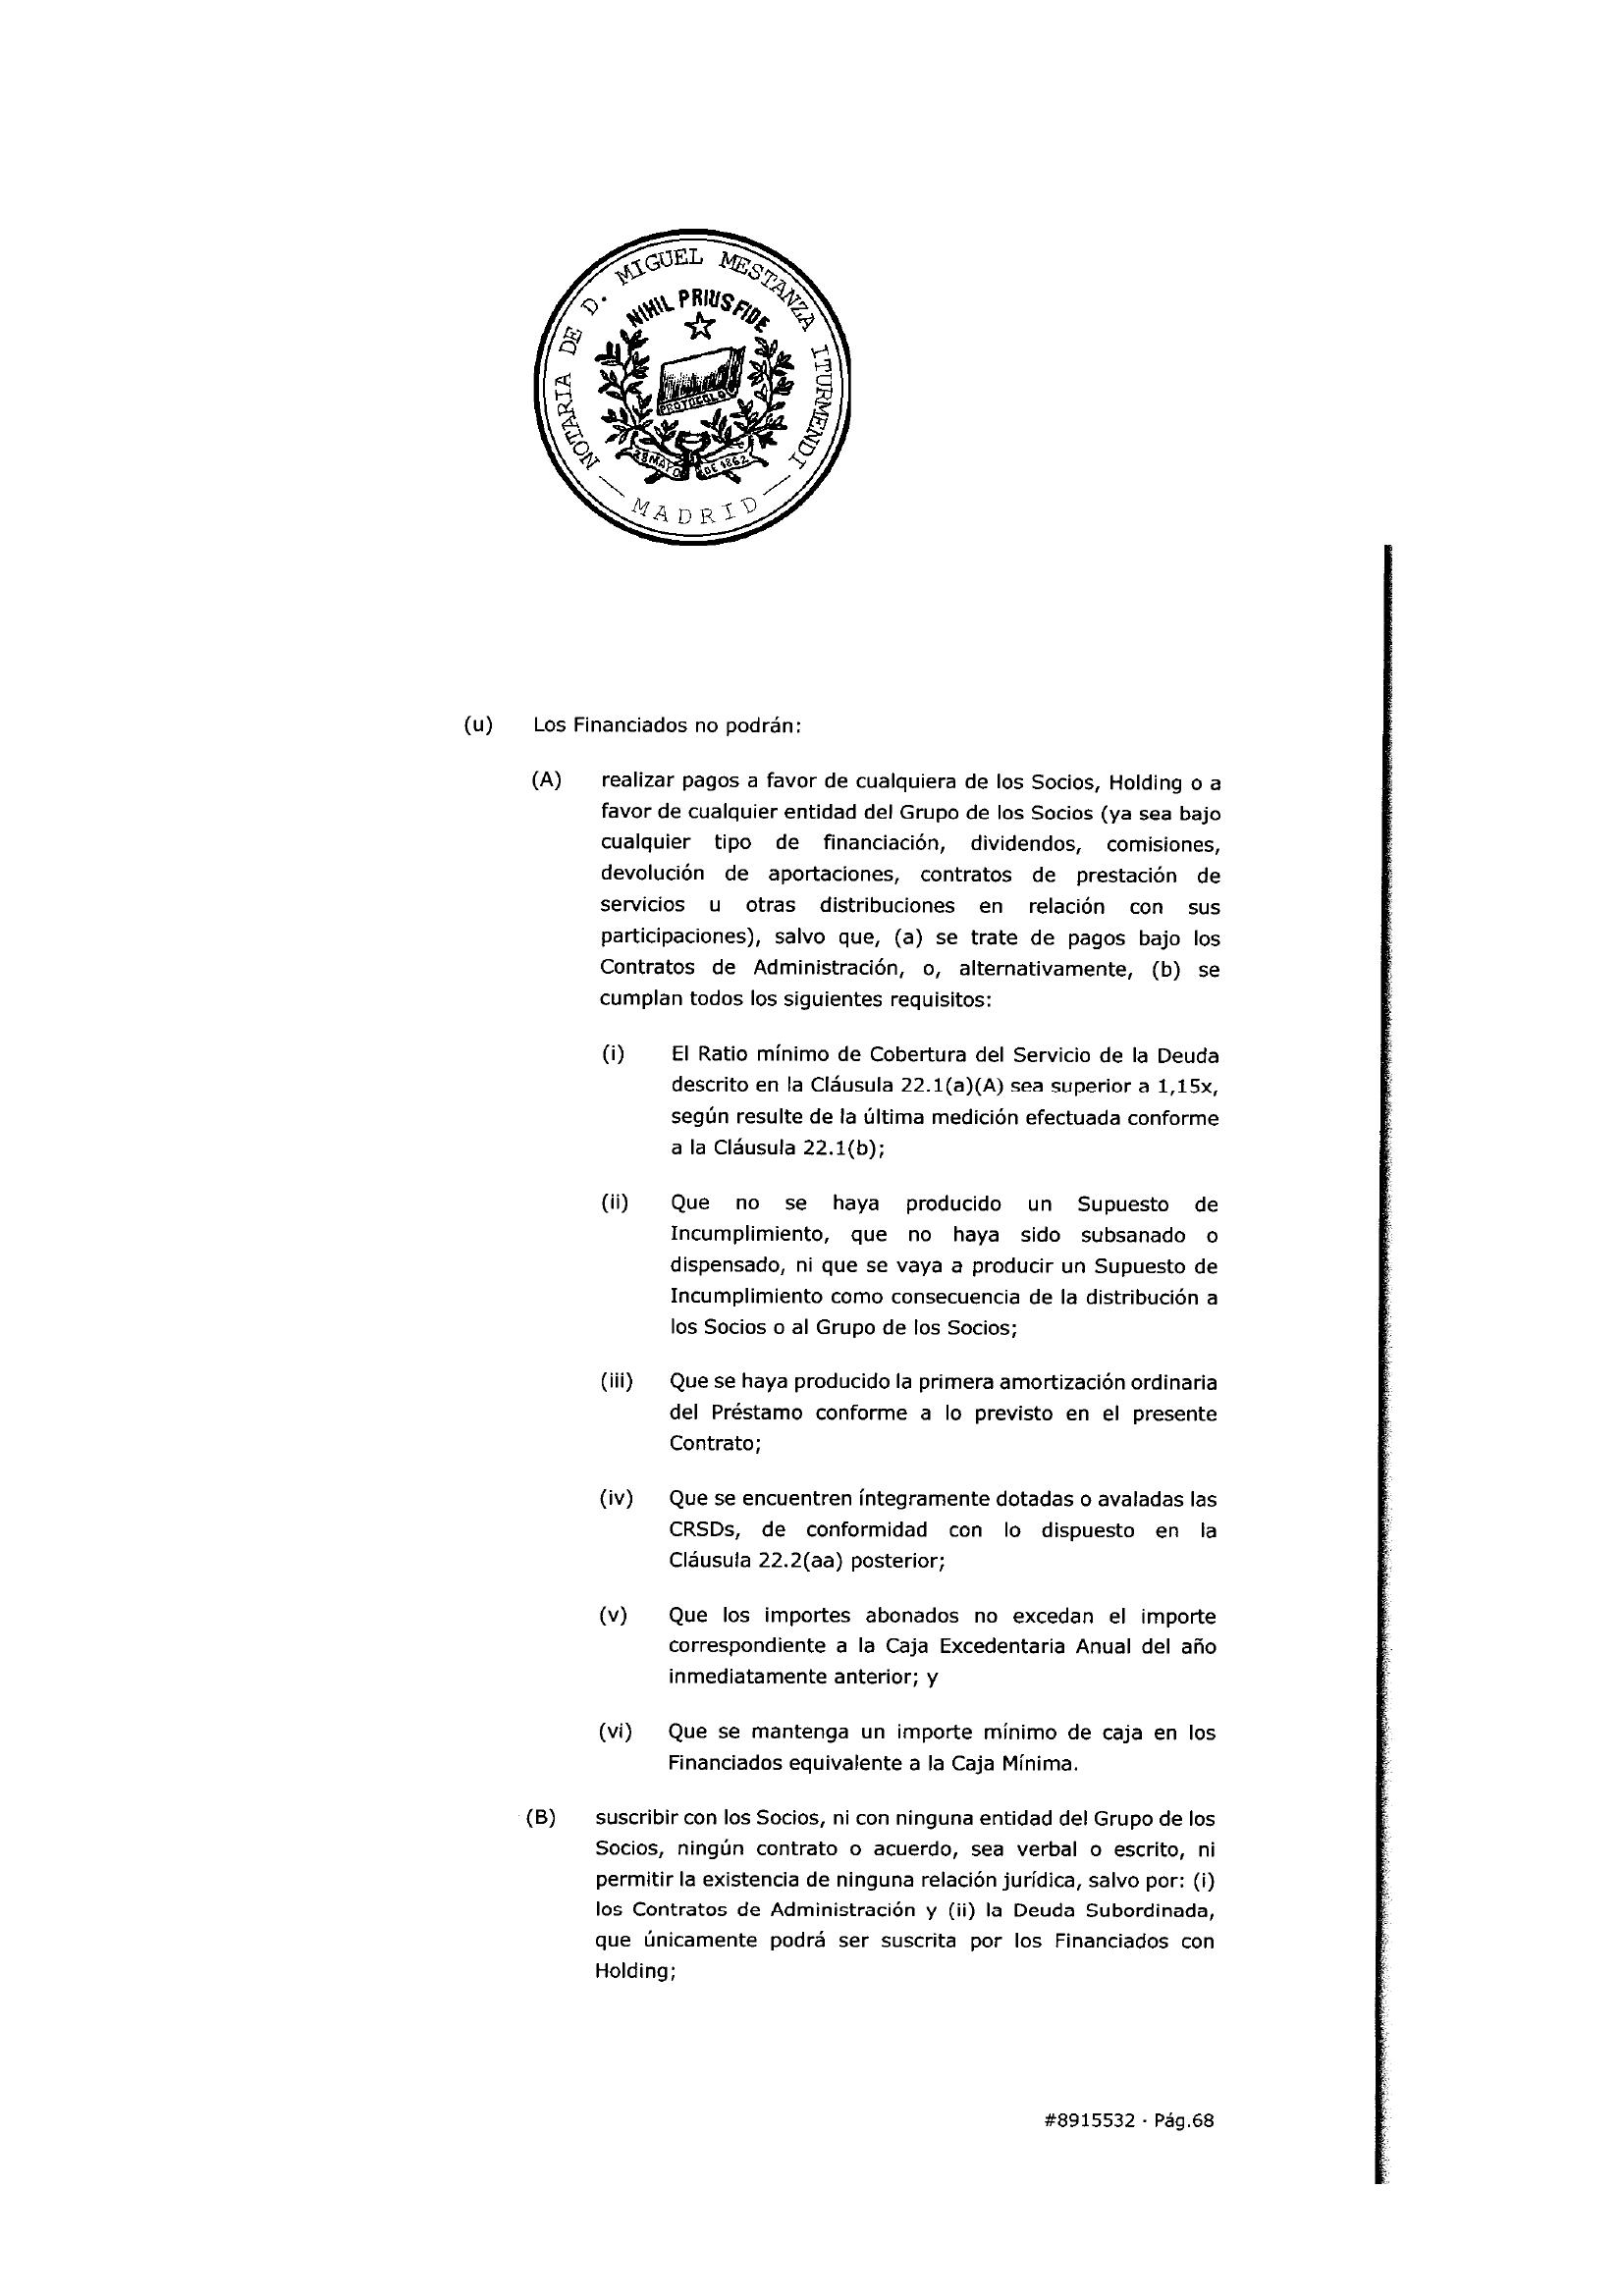 NOTARIA DE D. MIGUEL MESTANZA ITURMENDI
NIHIL PRIUS FIDE
PROTOCOLO
28 MAYO DE 1862
MADRID
(u) Los Financiados no podrán:
(A) realizar pagos a favor de cualquiera de los Socios, Holding o a
favor de cualquier entidad del Grupo de los Socios (ya sea bajo
cualquier tipo de financiación, dividendos, comisiones,
devolución de aportaciones, contratos de prestación de
servicios u otras distribuciones en relación con sus
participaciones), salvo que, (a) se trate de pagos bajo los
Contratos de Administración, o, alternativamente, (b) se
cumplan todos los siguientes requisitos:
(i) El Ratio mínimo de Cobertura del Servicio de la Deuda
descrito en la Cláusula 22.1(a)(A) sea superior a 1,15x,
según resulte de la última medición efectuada conforme
a la Cláusula 22.1(b);
(ii) Que no se haya producido un Supuesto de
Incumplimiento, que no haya sido subsanado o
dispensado, ni que se vaya a producir un Supuesto de
Incumplimiento como consecuencia de la distribución a
los Socios o al Grupo de los Socios;
(iii) Que se haya producido la primera amortización ordinaria
del Préstamo conforme a lo previsto en el presente
Contrato;
(iv) Que se encuentren íntegramente dotadas o avaladas las
CRSDs, de conformidad con lo dispuesto en la
Cláusula 22.2(aa) posterior;
(v) Que los importes abonados no excedan el importe
correspondiente a la Caja Excedentaria Anual del año
inmediatamente anterior; y
(vi) Que se mantenga un importe mínimo de caja en los
Financiados equivalente a la Caja Mínima.
(B) suscribir con los Socios, ni con ninguna entidad del Grupo de los
Socios, ningún contrato o acuerdo, sea verbal o escrito, ni
permitir la existencia de ninguna relación jurídica, salvo por: (i)
los Contratos de Administración y (ii) la Deuda Subordinada,
que únicamente podrá ser suscrita por los Financiados con
Holding;
#8915532 · Pág.68